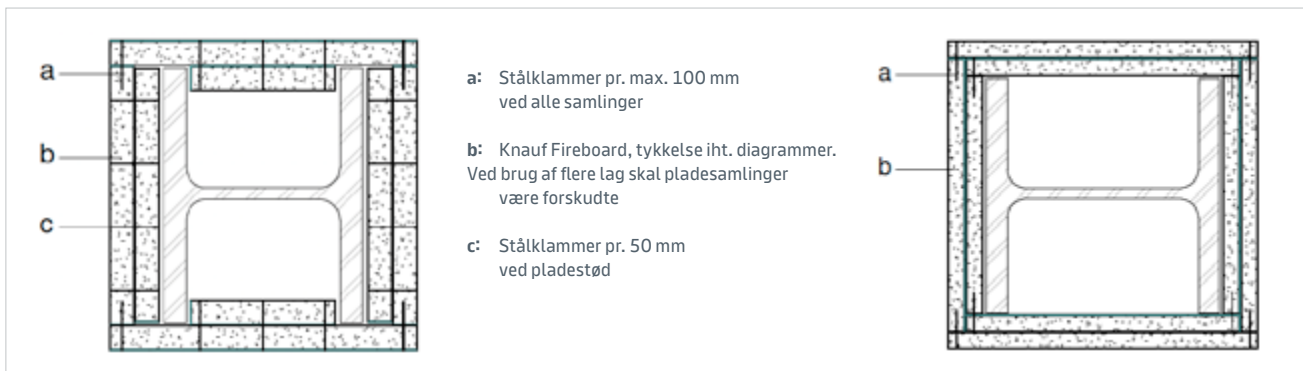 a
b
c
a: Stålklammer pr. max. 100 mm
ved alle samlinger
b: Knauf Fireboard, tykkelse iht. diagrammer.
Ved brug af flere lag skal pladesamlinger
være forskudte
c: Stålklammer pr. 50 mm
ved pladestød
a
b